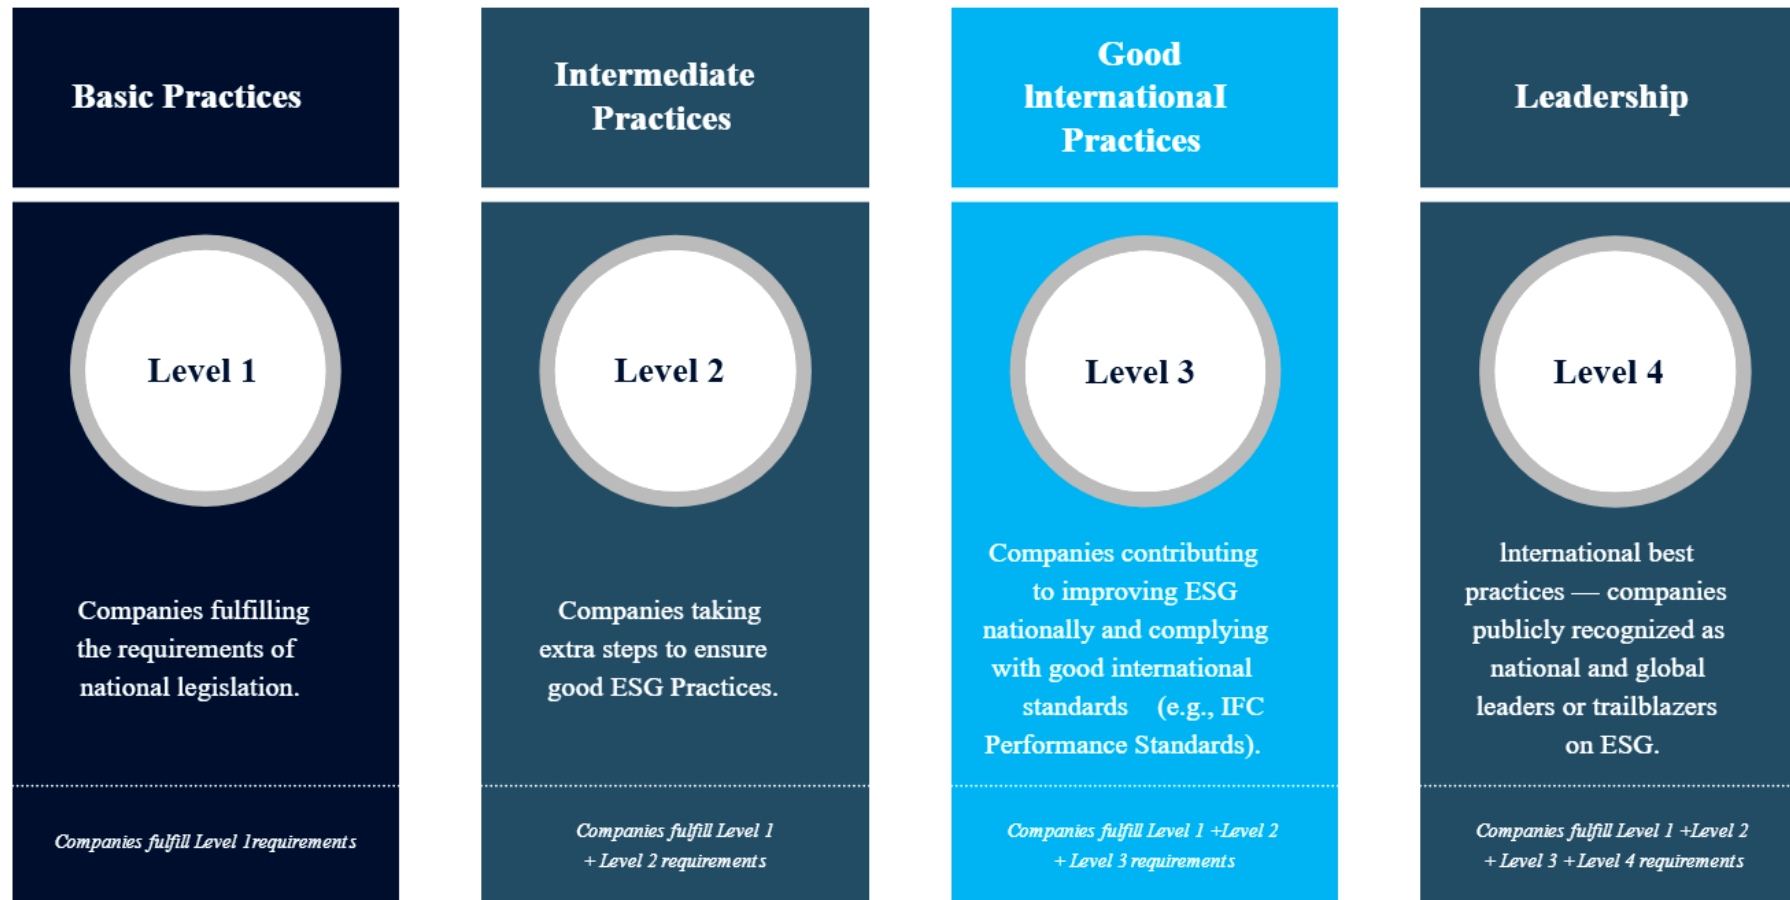 Basic Practices
Intermediate
Practices
Good
lnternationaI
Practices
Leadership
Level 1
Level 2
Level 3
Level 4
Companies fulfilling
the requirements of
national legislation.
Companies taking
extra steps to ensure
good ESG Practices.
Companies contributing
to improving ESG
nationally and complying
with good international
standards (e.g., IFC
Performance Standards).
lnternational best
practices — companies
publicly recognized as
national and global
leaders or trailblazers
on ESG.
Companies fulfill Level 1requirements
Companies fulfill Level 1
+ Level 2 requirements
Companies fulfill Level 1 +Level 2
+ Level 3 requirements
Companies fulfill Level 1 +Level 2
+ Level 3 +Level 4 requirements